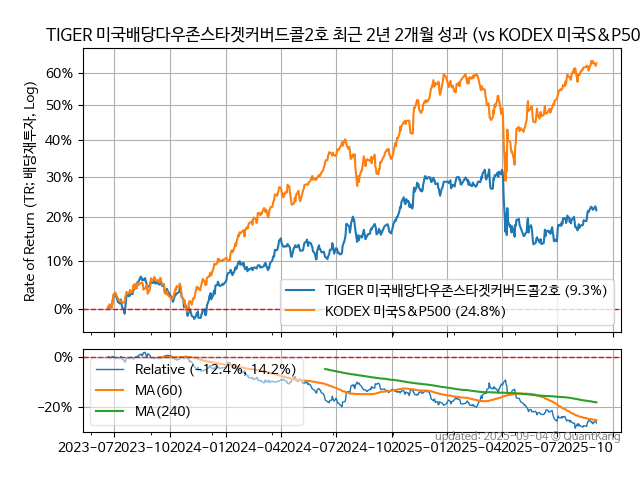 TIGER 미국배당다우존스타겟커버드콜2호 최근 2년 2개월 성과 (vs KODEX 미국S&P50
Rate of Return (TR: 배당재투자, Log)
60%
50%
40%
30%
20%
10%
0%
TIGER 미국배당다우존스타겟커버드콜2호 (9.3%)
KODEX 미국S&P500 (24.8%)
0%
−20%
Relative (−12.4%, 14.2%)
MA(60)
MA(240)
2023-07 2023-10 2024-01 2024-04 2024-07 2024-10 2025-01 2025-04 2025-07 2025-10
updated: 2025-09-04 © QuantKang